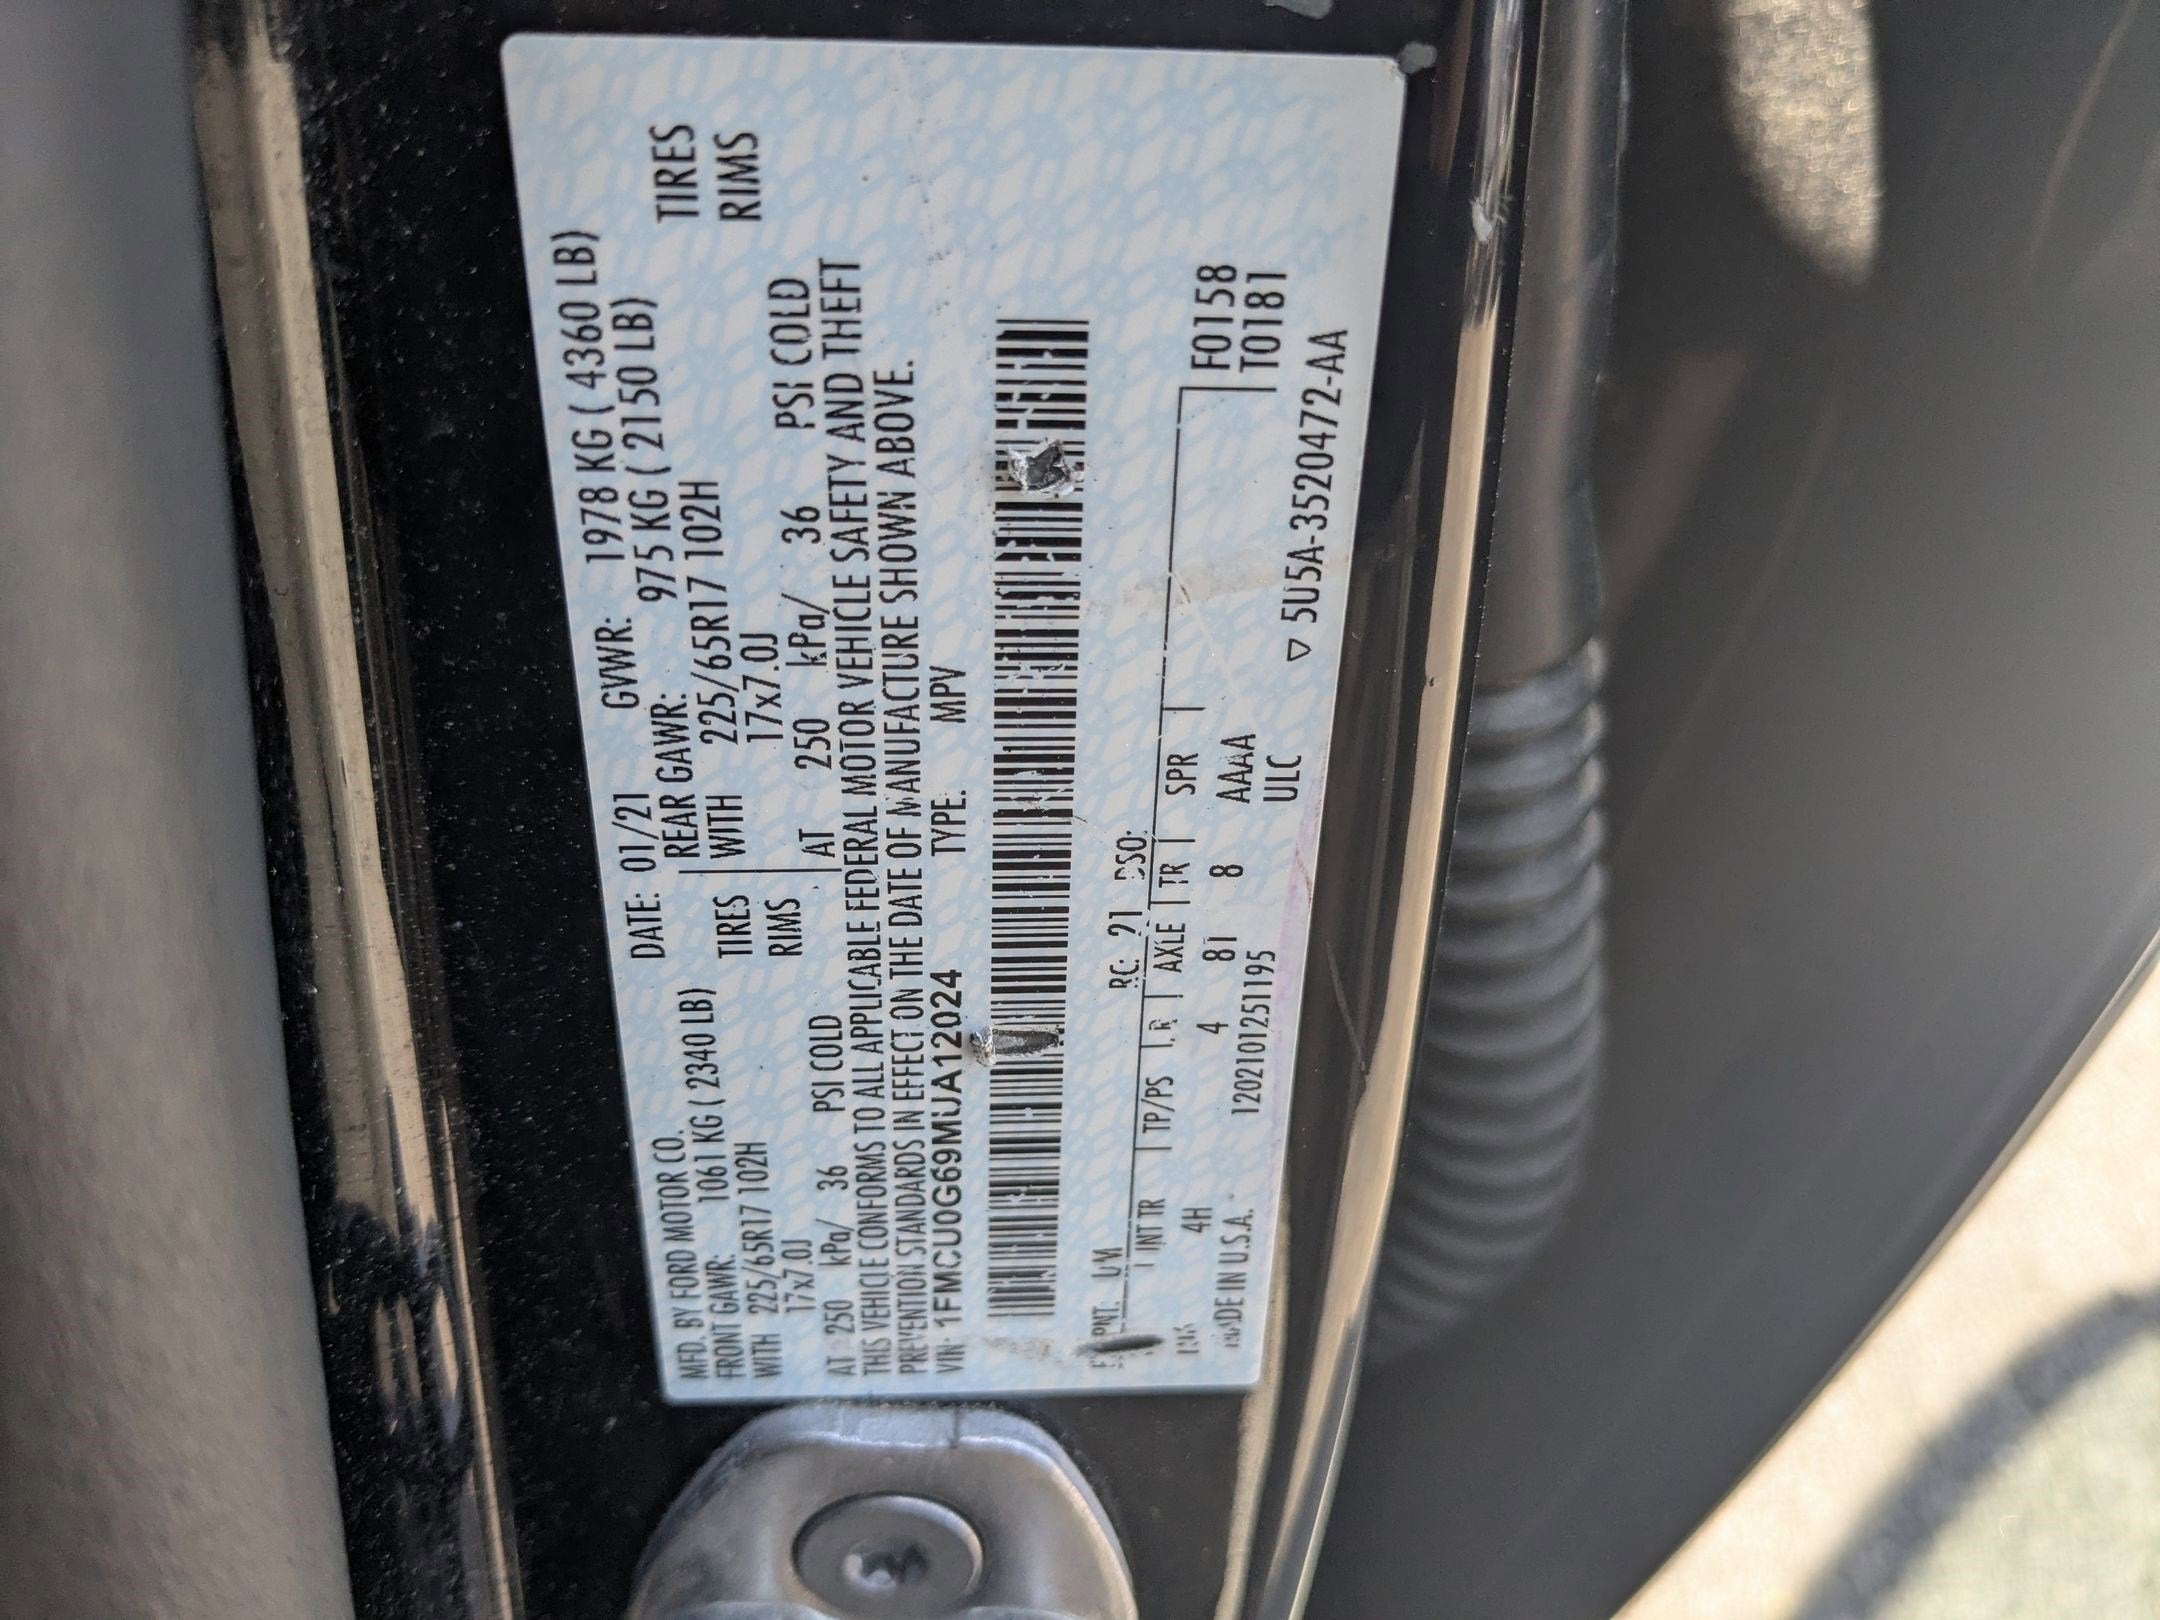 MFD. BY FORD MOTOR CO. DATE: 01/21 GVWR: 1978 KG ( 4360 LB)
FRONT GAWR: 1061 KG ( 2340 LB) REAR GAWR: 975 KG ( 2150 LB)
WITH 225/65R17 102H TIRES WITH 225/65R17 102H TIRES
17x7.0J RIMS 17x7.0J RIMS
AT 250 kPa/ 36 PSI COLD AT 250 kPa/ 36 PSI COLD
THIS VEHICLE CONFORMS TO ALL APPLICABLE FEDERAL MOTOR VEHICLE SAFETY AND THEFT
PREVENTION STANDARDS IN EFFECT ON THE DATE OF MANUFACTURE SHOWN ABOVE.
VIN: 1FMCU0G69MUA12024 TYPE: MPV
PNT: UM RC: 21 DSO: F0158
INT TR TP/PS R AXLE TR SPR T0181
4H 4 81 8 AAAA
MADE IN U.S.A. 1202101251195 ULC
▽ 5U5A-3520472-AA